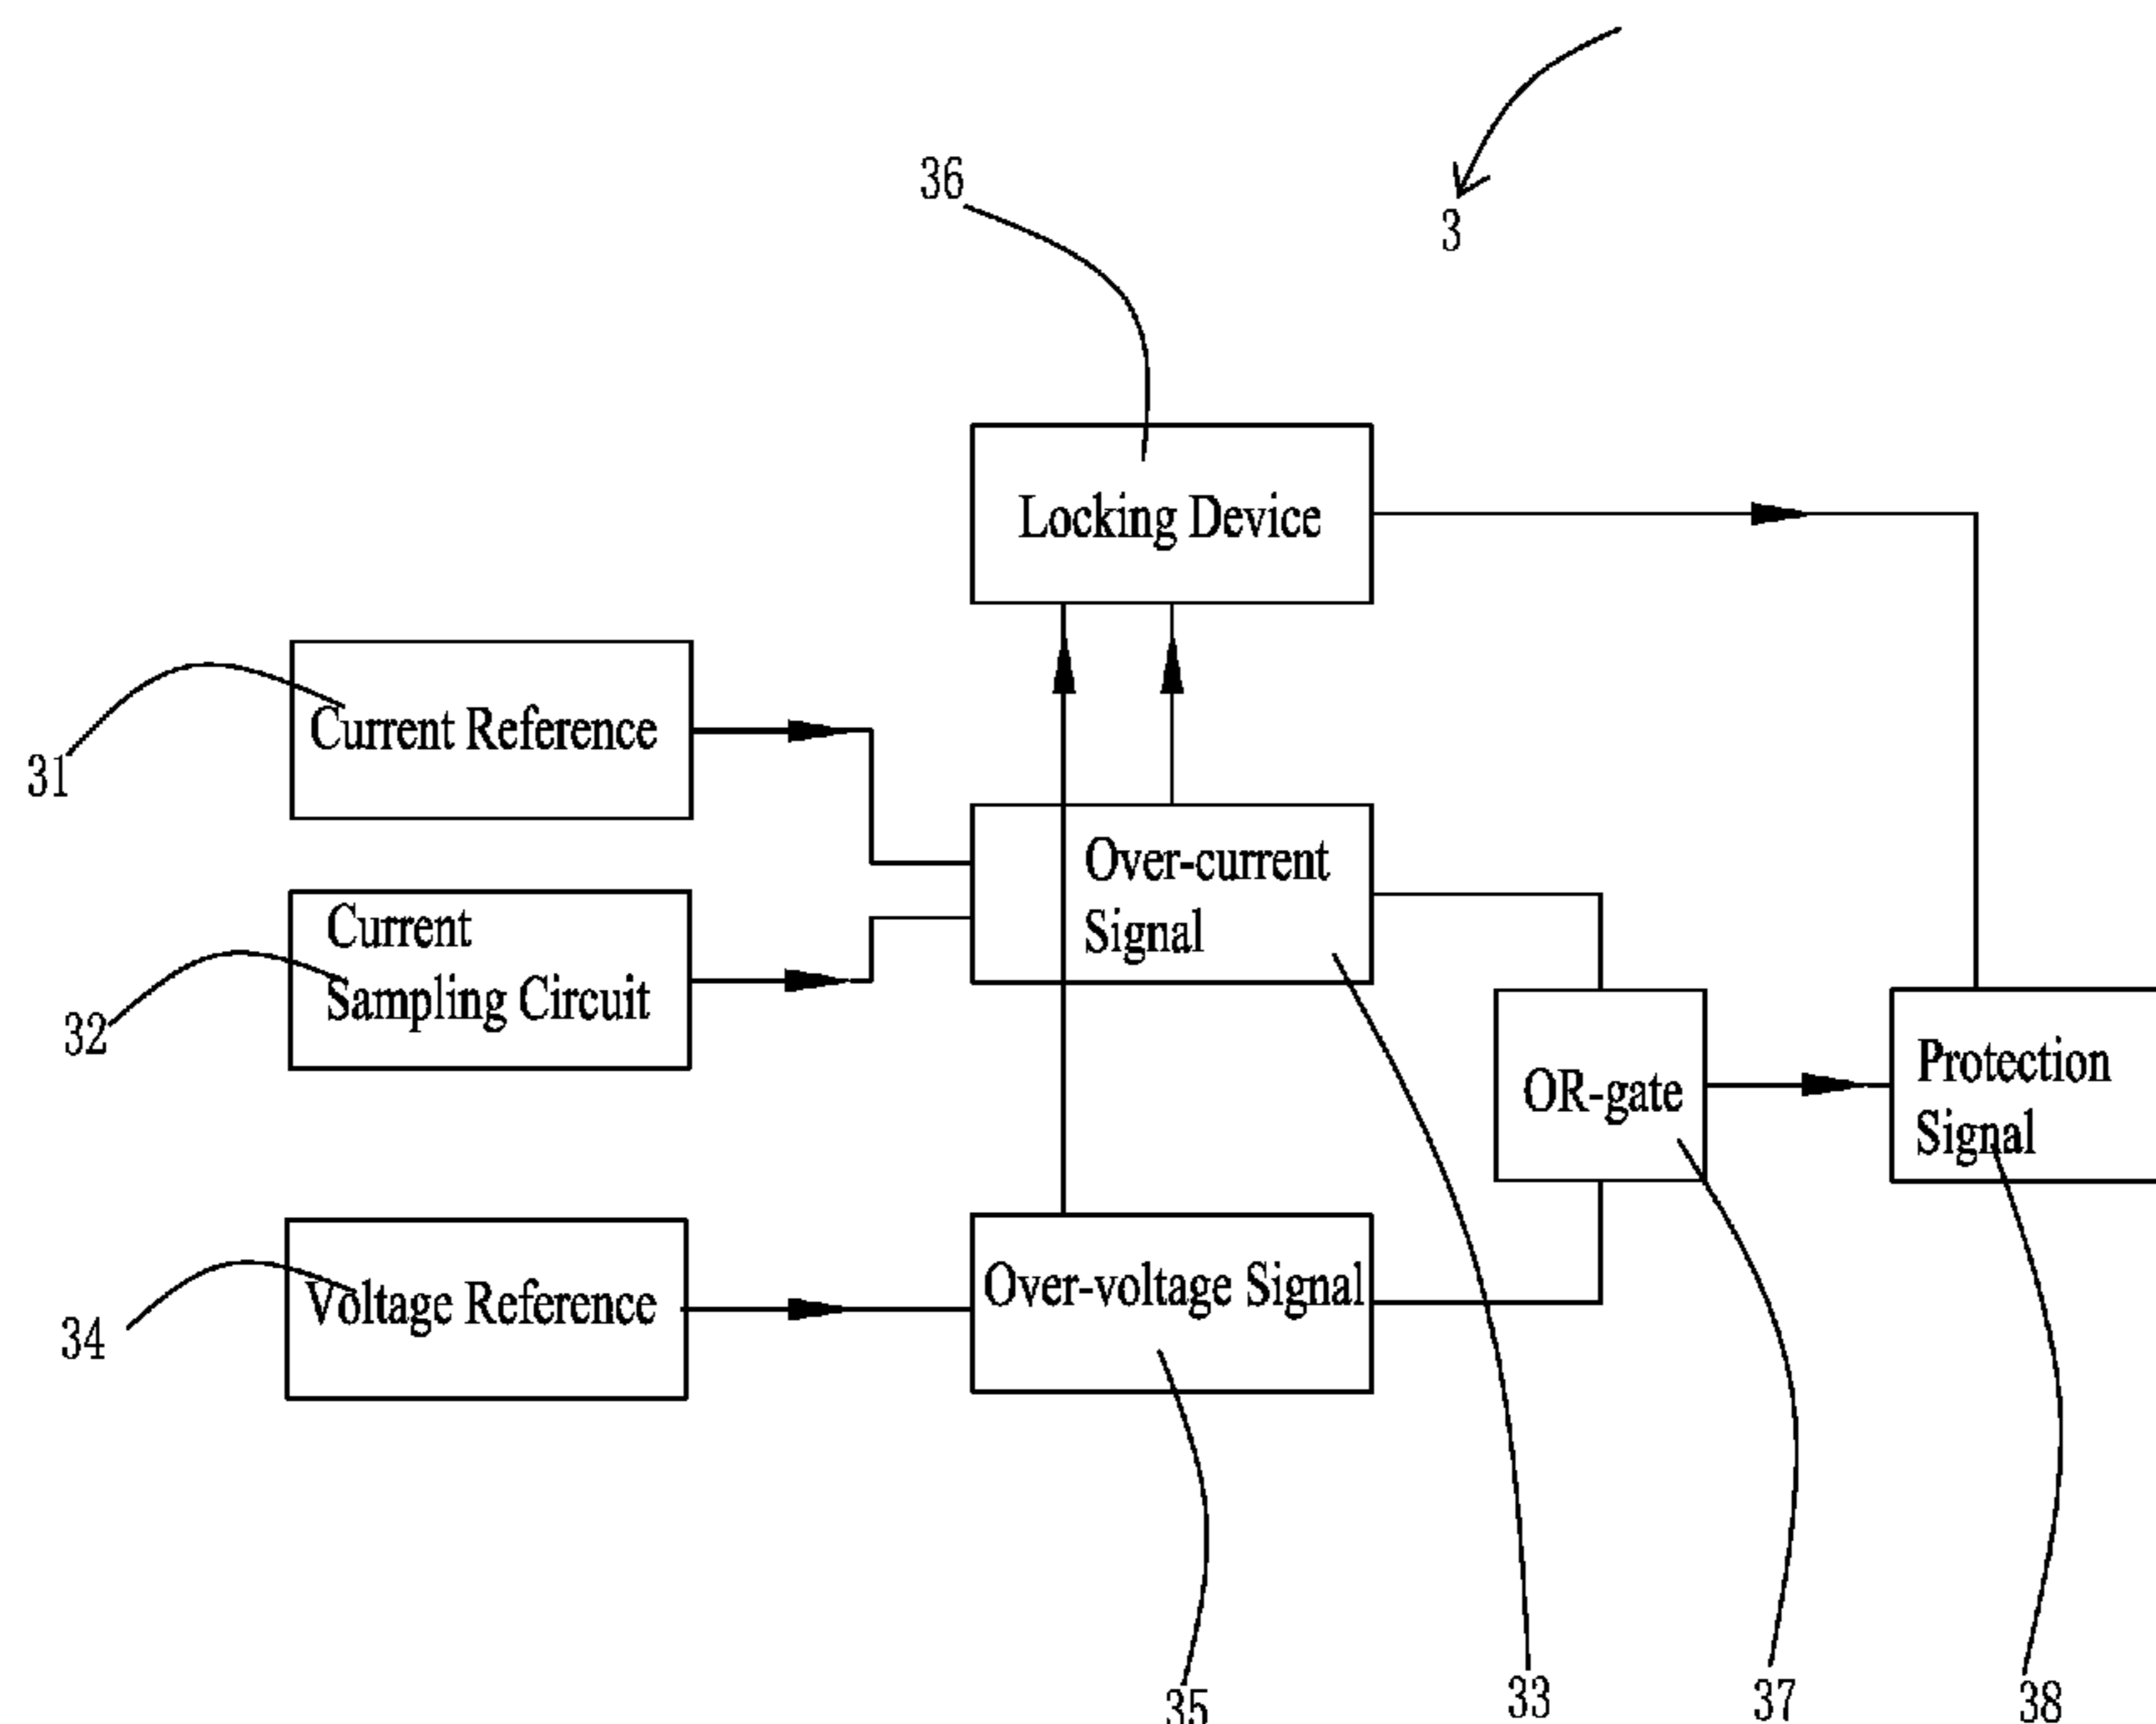 3
36
Locking Device
31
Current Reference
Over-current
Signal
32
Current
Sampling Circuit
OR-gate
Protection
Signal
34
Voltage Reference
Over-voltage Signal
35
33
37
38